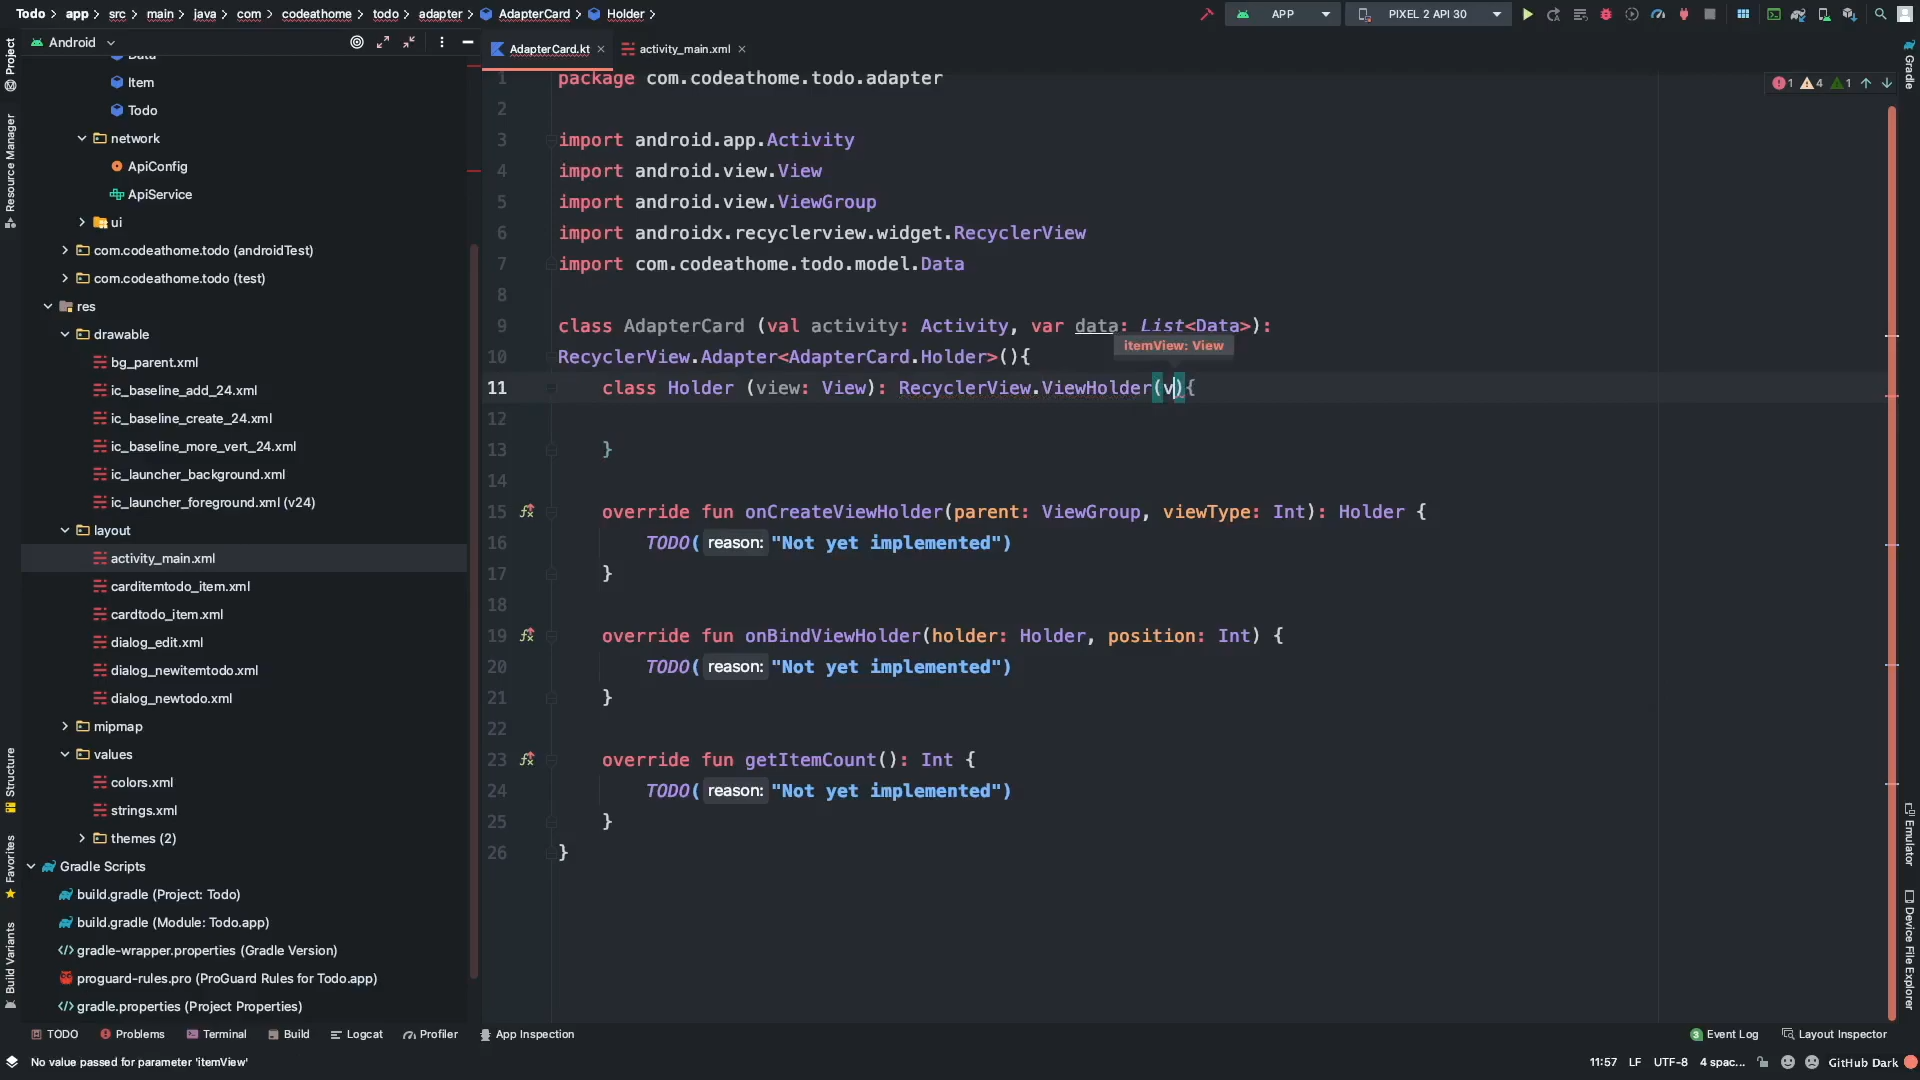 Todo > app > src > main > java > com > codeathome > todo > adapter > AdapterCard > Holder >
APP
PIXEL 2 API 30
Android
AdapterCard.kt ×
activity_main.xml ×
Project
Resource Manager
Structure
Favorites
Build Variants
Data
Item
Todo
network
ApiConfig
ApiService
ui
com.codeathome.todo (androidTest)
com.codeathome.todo (test)
res
drawable
bg_parent.xml
ic_baseline_add_24.xml
ic_baseline_create_24.xml
ic_baseline_more_vert_24.xml
ic_launcher_background.xml
ic_launcher_foreground.xml (v24)
layout
activity_main.xml
carditemtodo_item.xml
cardtodo_item.xml
dialog_edit.xml
dialog_newitemtodo.xml
dialog_newtodo.xml
mipmap
values
colors.xml
strings.xml
themes (2)
Gradle Scripts
build.gradle (Project: Todo)
build.gradle (Module: Todo.app)
gradle-wrapper.properties (Gradle Version)
proguard-rules.pro (ProGuard Rules for Todo.app)
gradle.properties (Project Properties)
1 package com.codeathome.todo.adapter
2
3 import android.app.Activity
4 import android.view.View
5 import android.view.ViewGroup
6 import androidx.recyclerview.widget.RecyclerView
7 import com.codeathome.todo.model.Data
8
9 class AdapterCard (val activity: Activity, var data: List<Data>):
itemView: View
10 RecyclerView.Adapter<AdapterCard.Holder>(){
11 class Holder (view: View): RecyclerView.ViewHolder(v){
12
13 }
14
15 override fun onCreateViewHolder(parent: ViewGroup, viewType: Int): Holder {
16 TODO( reason: "Not yet implemented")
17 }
18
19 override fun onBindViewHolder(holder: Holder, position: Int) {
20 TODO( reason: "Not yet implemented")
21 }
22
23 override fun getItemCount(): Int {
24 TODO( reason: "Not yet implemented")
25 }
26 }
1 4 1
Gradle
Emulator
Device File Explorer
TODO Problems Terminal Build Logcat Profiler App Inspection
3 Event Log Layout Inspector
No value passed for parameter 'itemView'
11:57 LF UTF-8 4 spac... GitHub Dark